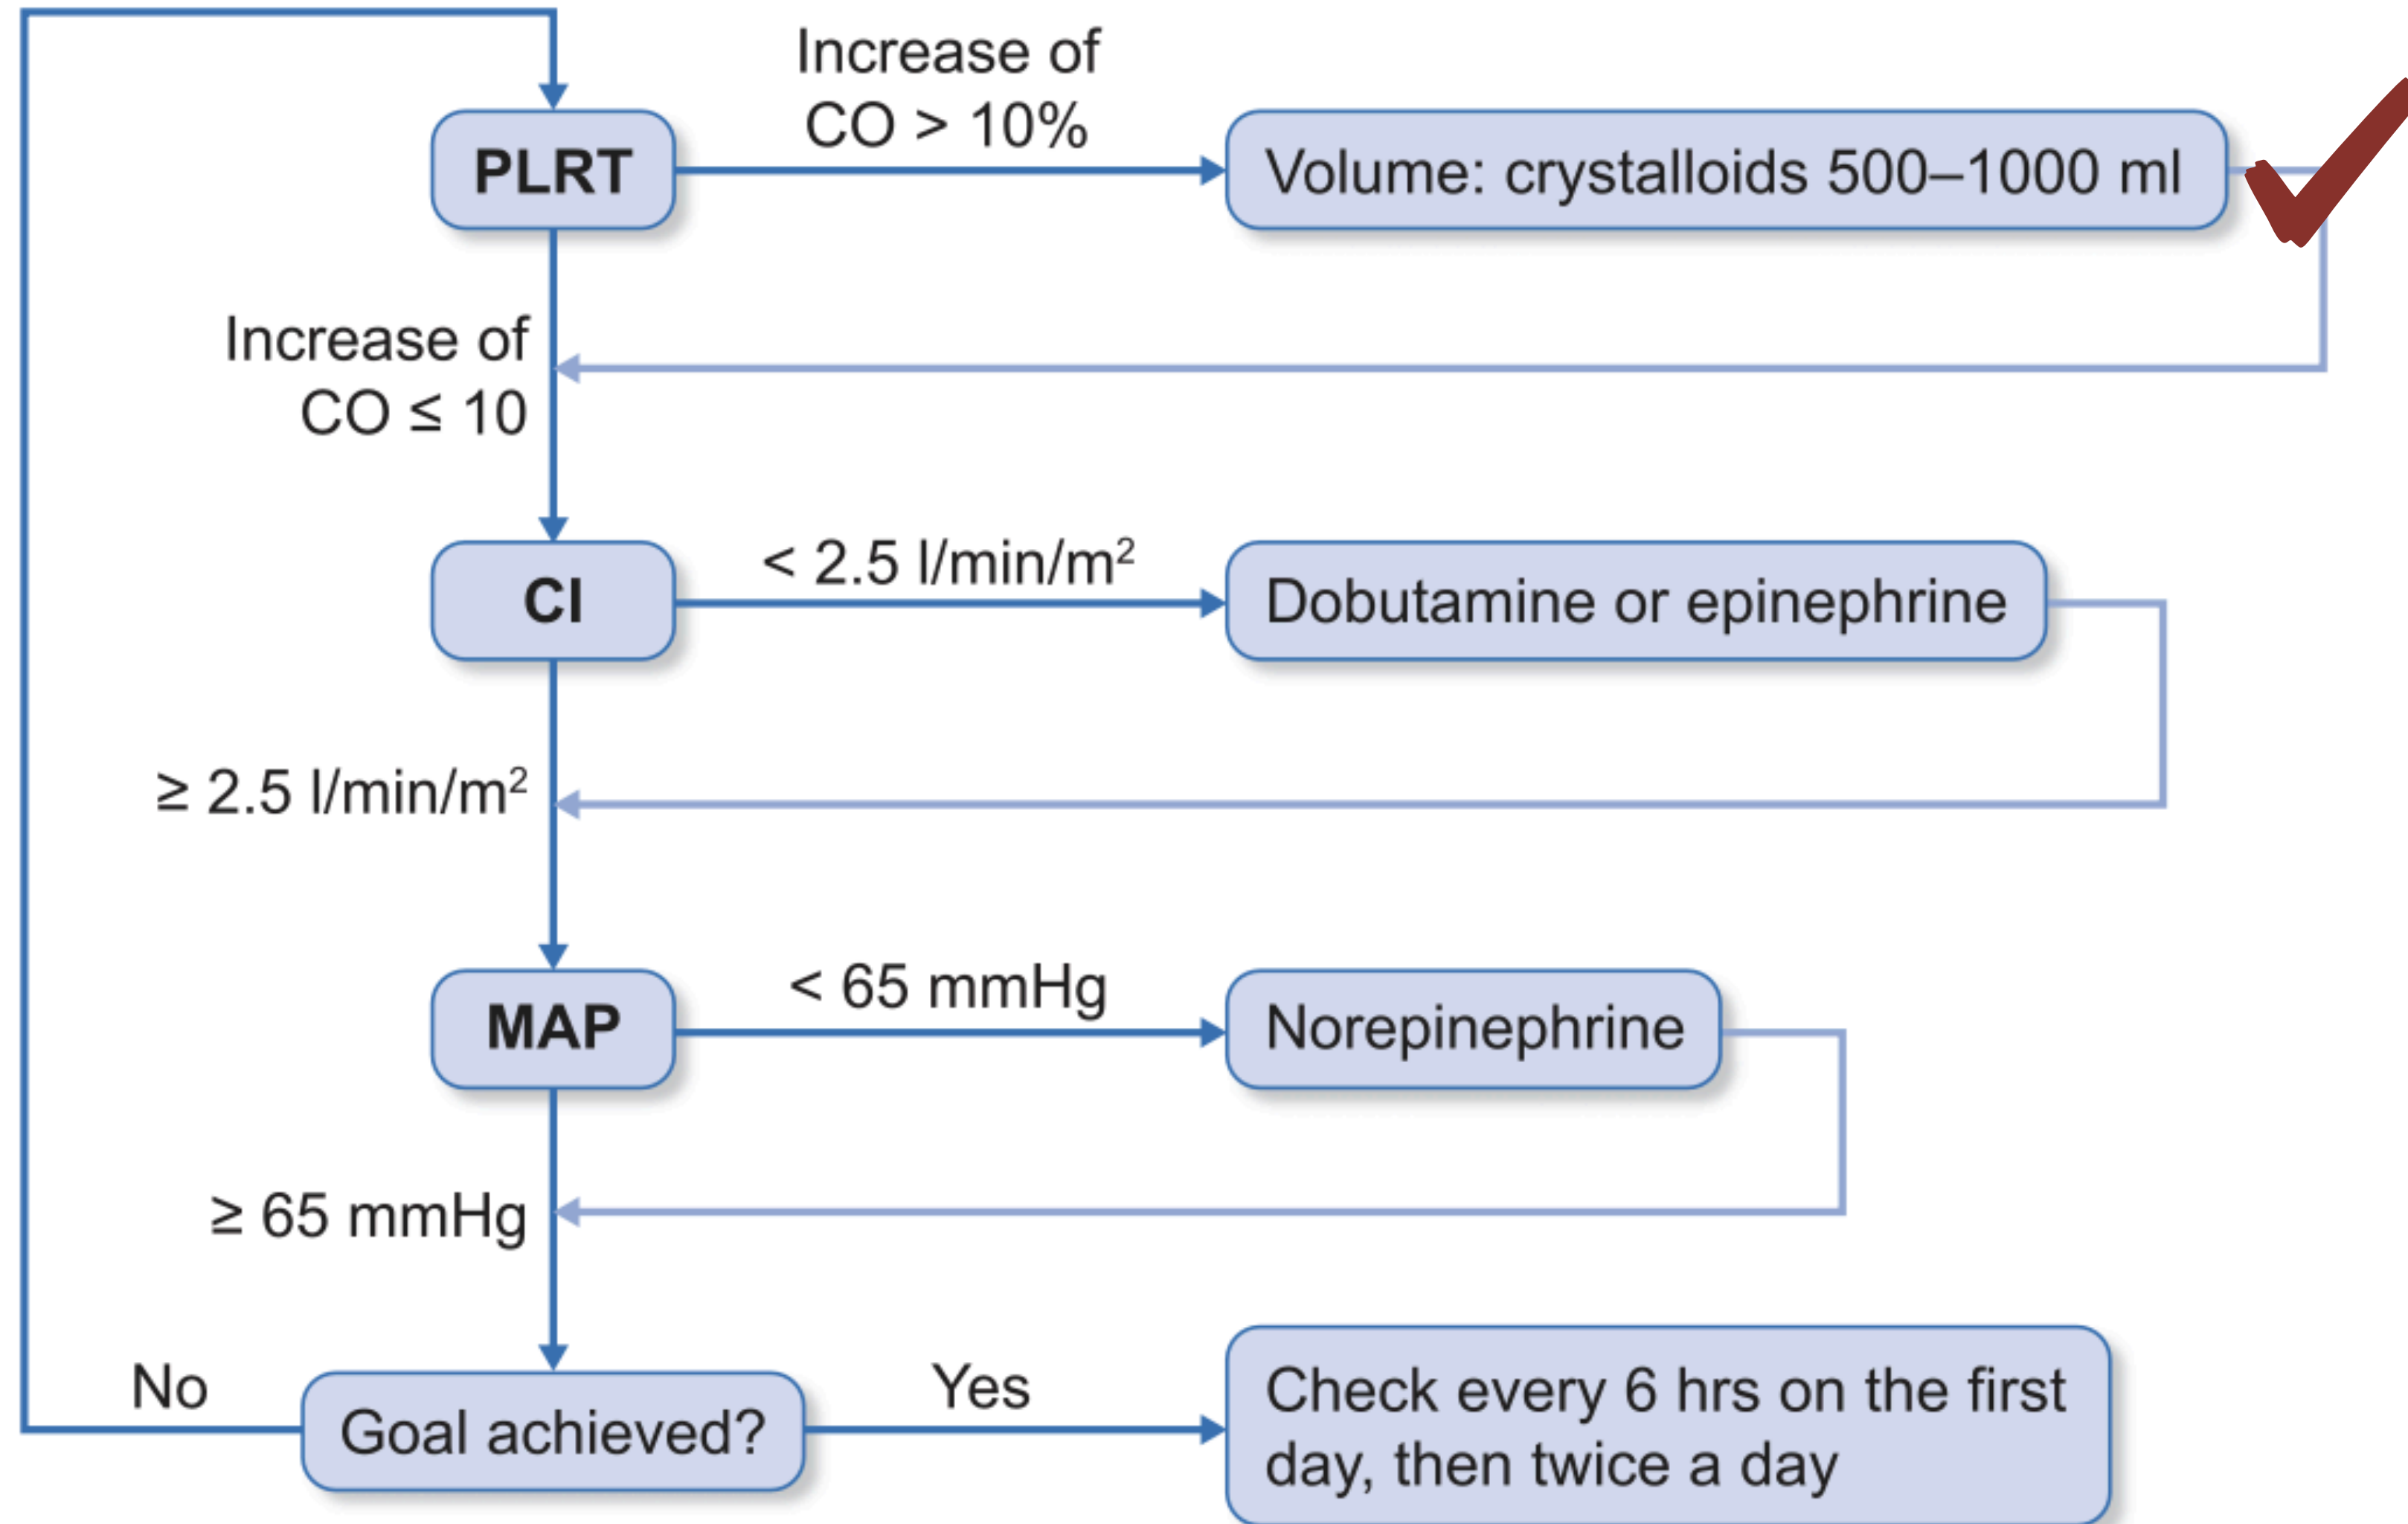 Increase of
CO > 10%
PLRT
Volume: crystalloids 500–1000 ml
Increase of
CO ≤ 10
CI
< 2.5 l/min/m²
Dobutamine or epinephrine
≥ 2.5 l/min/m²
MAP
< 65 mmHg
Norepinephrine
≥ 65 mmHg
No
Goal achieved?
Yes
Check every 6 hrs on the first
day, then twice a day